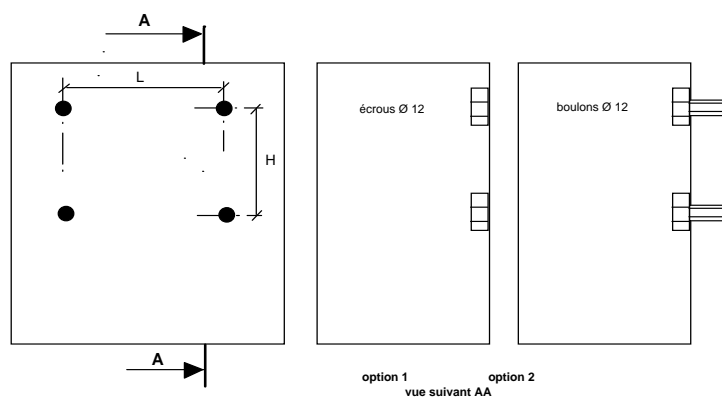 A
L
écrous Ø 12
boulons Ø 12
H
A
option 1
option 2
vue suivant AA